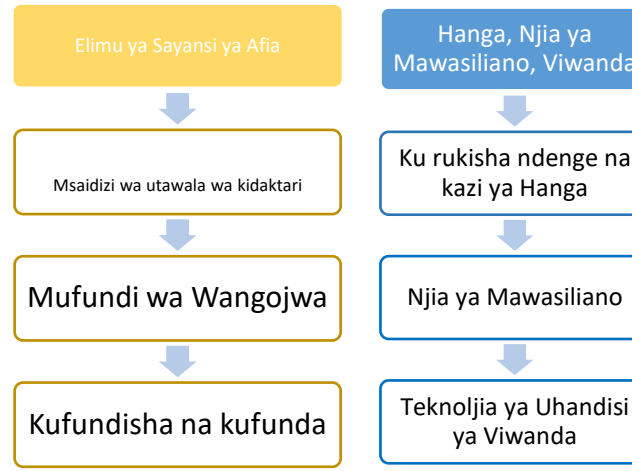 Elimu ya Sayansi ya Afia
Msaidizi wa utawala wa kidaktari
Mufundi wa Wangojwa
Kufundisha na kufunda
Hanga, Njia ya
Mawasiliano, Viwanda
Ku rukisha ndenge na
kazi ya Hanga
Njia ya Mawasiliano
Teknoljia ya Uhandisi
ya Viwanda